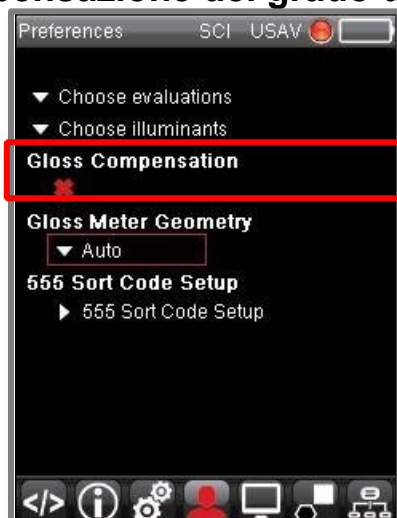 Preferences SCI USAV
Choose evaluations
Choose illuminants
Gloss Compensation
Gloss Meter Geometry
Auto
555 Sort Code Setup
555 Sort Code Setup
</>